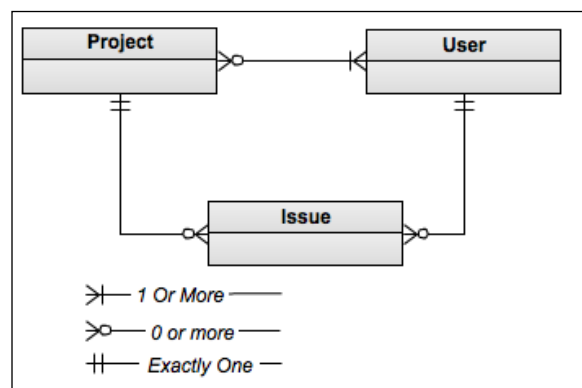 Project
User
Issue
1 Or More
0 or more
Exactly One